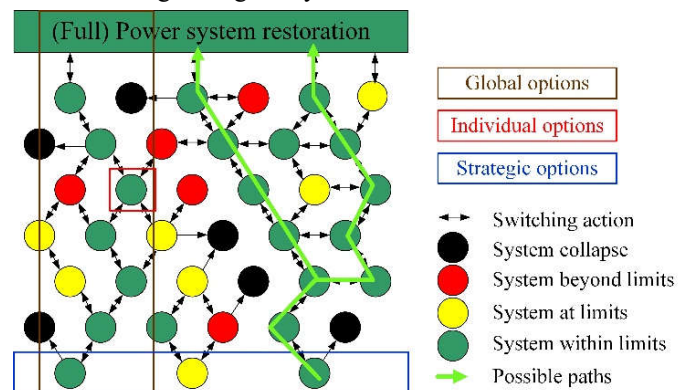 (Full) Power system restoration
Global options
Individual options
Strategic options
Switching action
System collapse
System beyond limits
System at limits
System within limits
Possible paths